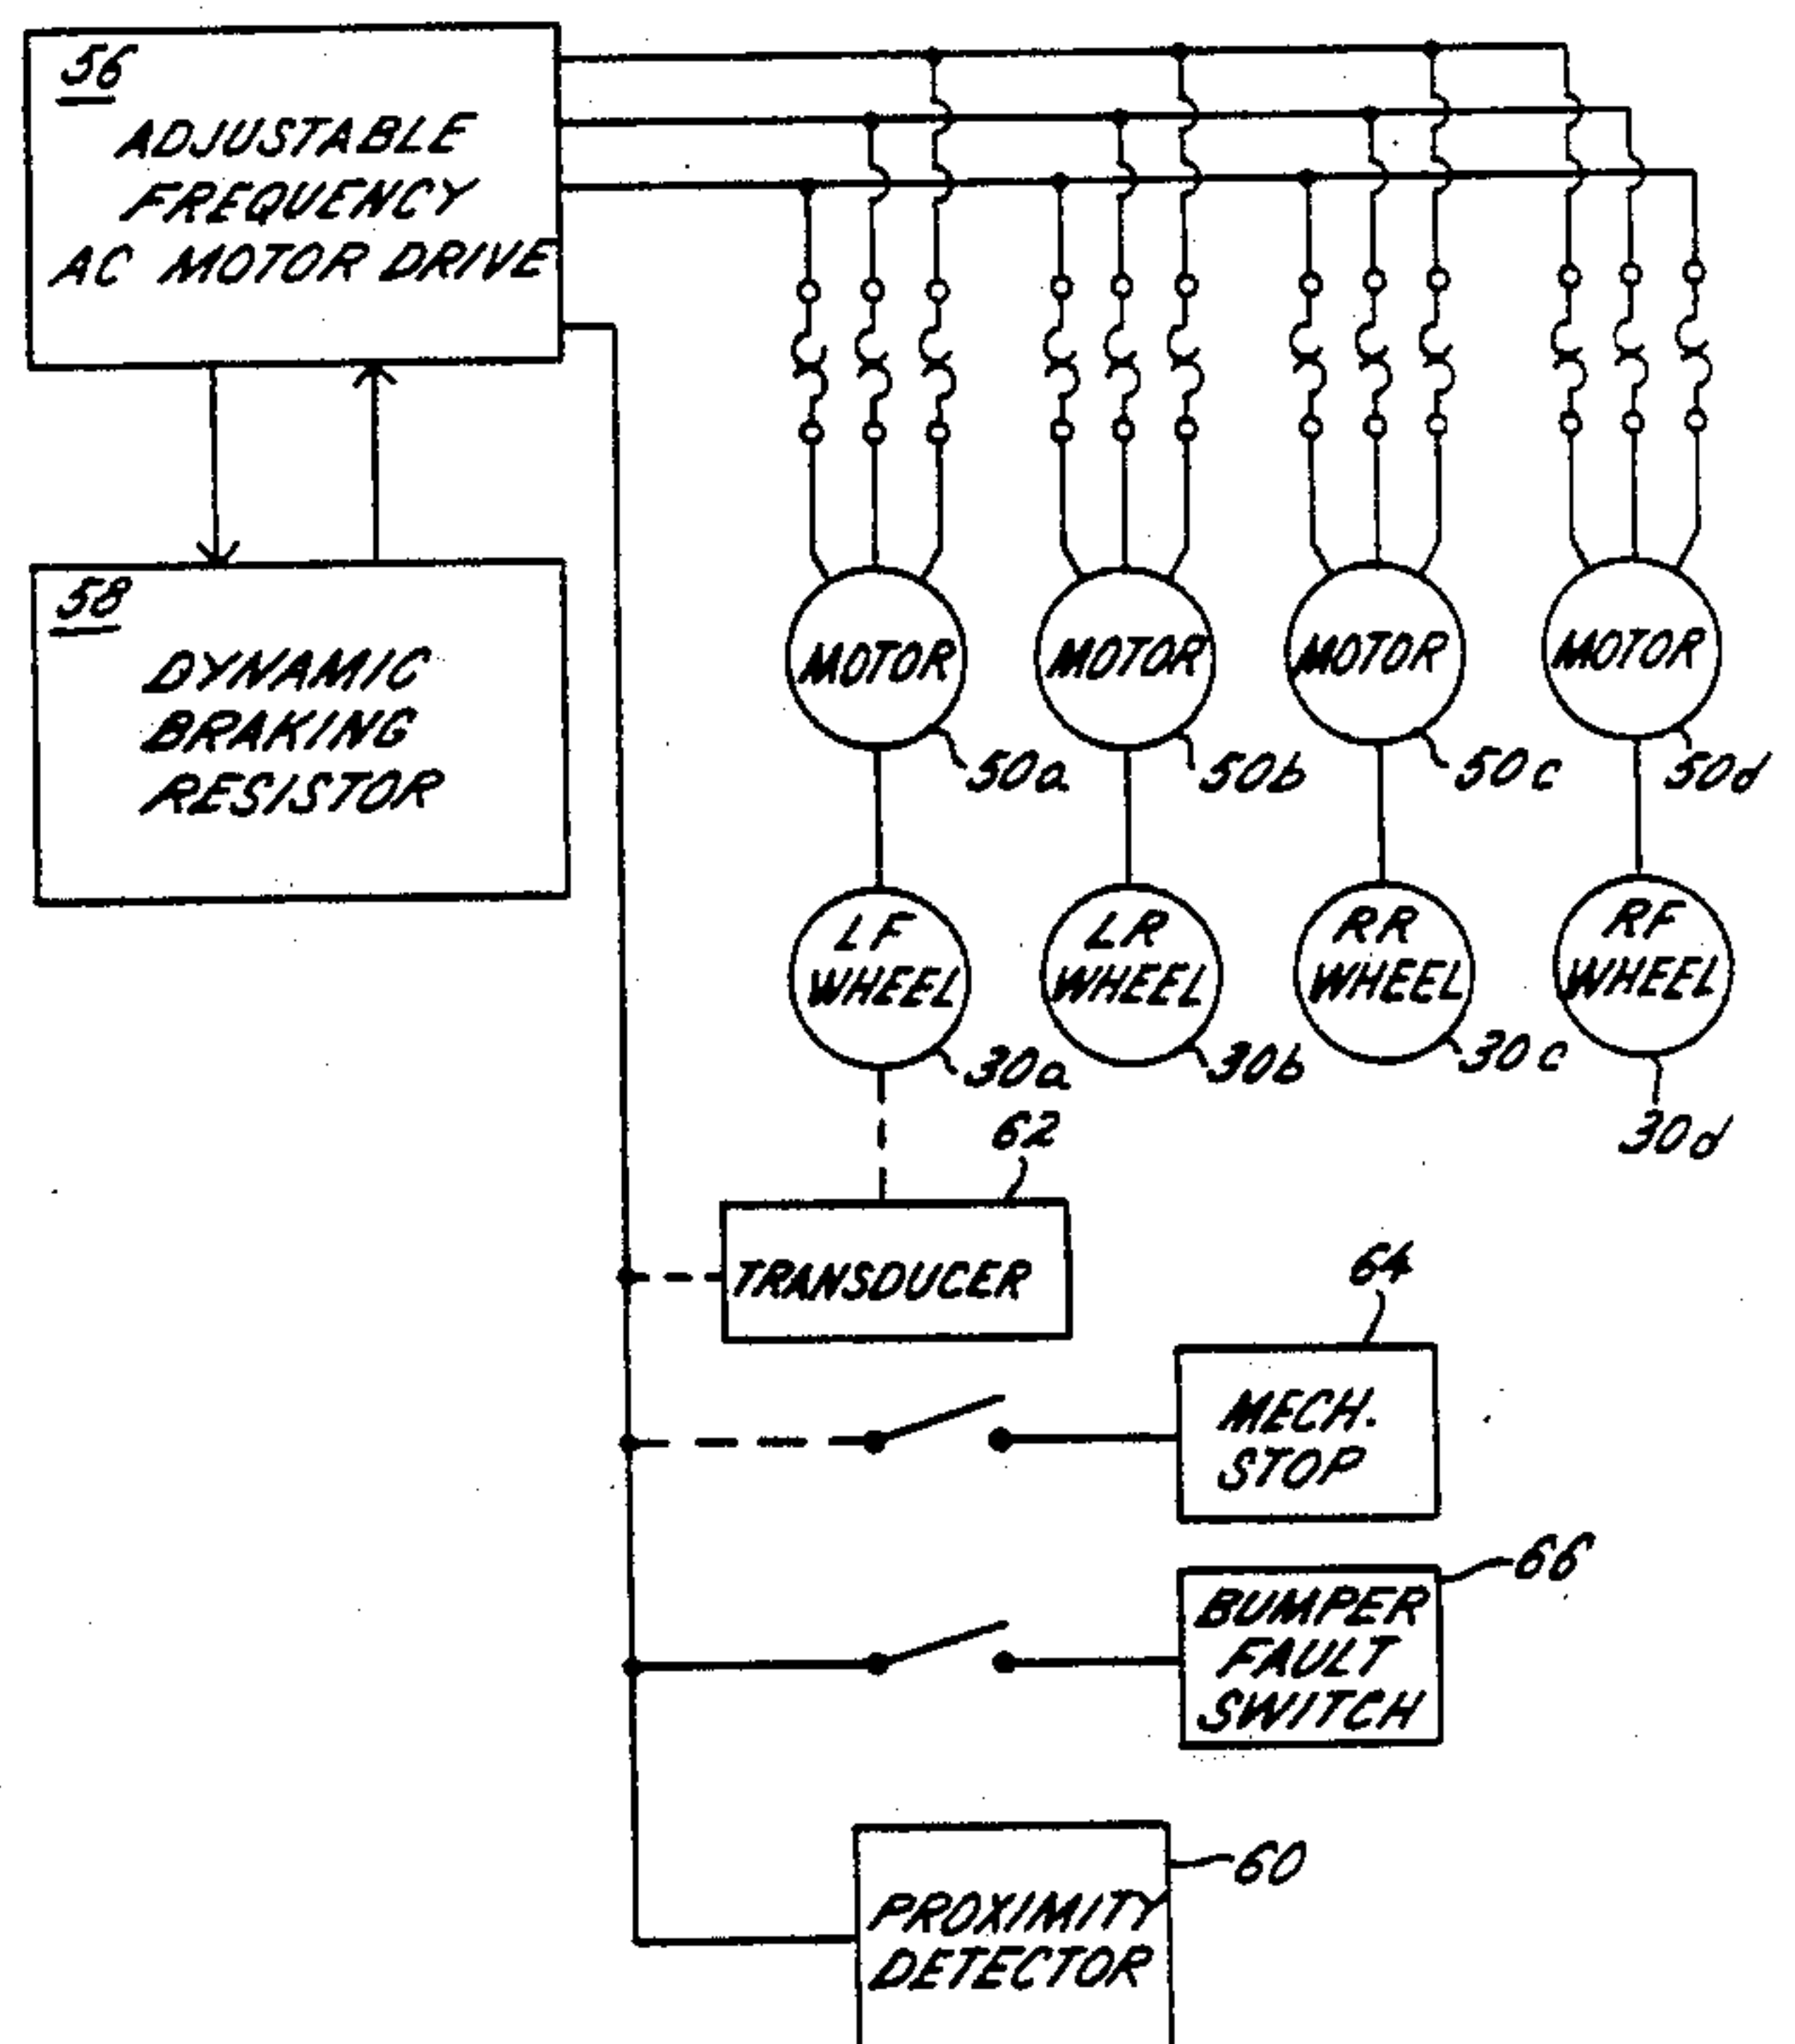 56
ADJUSTABLE
FREQUENCY
AC MOTOR DRIVE
58
DYNAMIC
BRAKING
RESISTOR
MOTOR
MOTOR
MOTOR
MOTOR
50a
50b
50c
50d
LF
WHEEL
LR
WHEEL
RR
WHEEL
RF
WHEEL
30a
30b
30c
30d
62
TRANSDUCER
64
MECH.
STOP
66
BUMPER
FAULT
SWITCH
60
PROXIMITY
DETECTOR